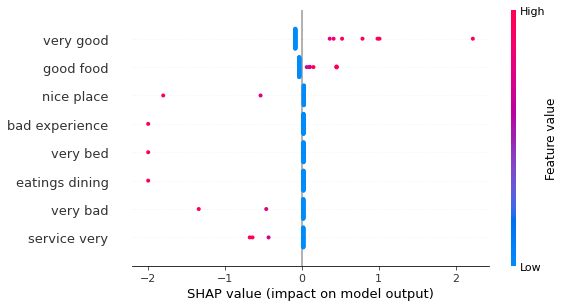 High
very good
good food
nice place
bad experience
very bed
eatings dining
very bad
service very
Feature value
Low
−2 −1 0 1 2
SHAP value (impact on model output)